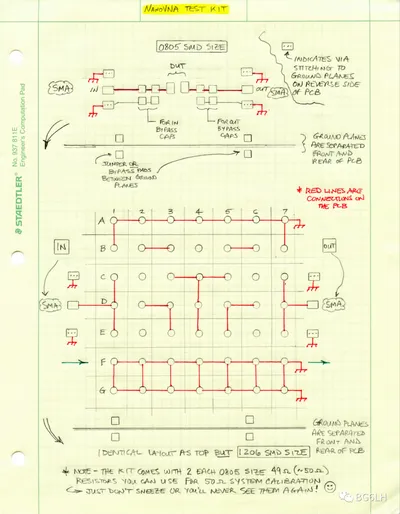 NANOVNA TEST KIT
0805 SMD SIZE
DUT
INDICATES VIA
STITCHING TO
GROUND PLANES
ON REVERSE SIDE
OF PCB
SMA IN
OUT SMA
FOR IN
BYPASS
CAPS
FOR OUT
BYPASS
CAPS
GROUND PLANES
ARE SEPARATED
FRONT AND
REAR OF PCB
JUMPER OR
BYPASS PADS
BETWEEN GROUND
PLANES
* RED LINES ARE
CONNECTIONS ON
THE PCB
1 2 3 4 5 6 7
A
B
IN
OUT
C
SMA
D
SMA
E
F
G
GROUND PLANES
ARE SEPARATED
FRONT AND
REAR OF PCB
IDENTICAL LAYOUT AS TOP BUT 1206 SMD SIZE
* NOTE - THE KIT COMES WITH 2 EACH 0805 SIZE 49Ω (~50Ω)
RESISTORS YOU CAN USE FOR 50Ω SYSTEM CALIBRATION
JUST DON'T SNEEZE OR YOU'LL NEVER SEE THEM AGAIN!
STAEDTLER
No. 937 811E
Engineer's Computation Pad
BG6LH